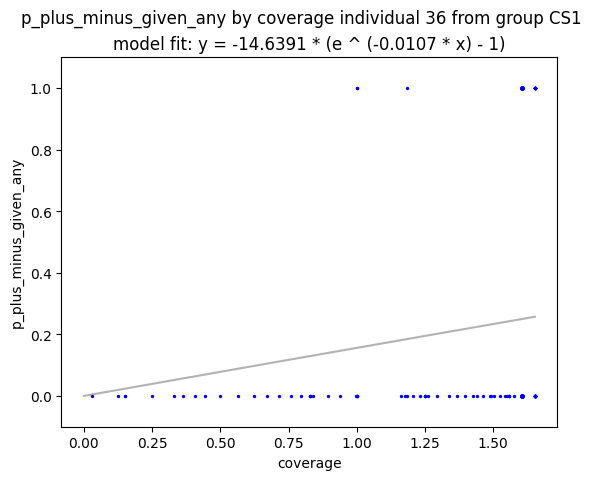 p_plus_minus_given_any by coverage individual 36 from group CS1
model fit: y = -14.6391 * (e ^ (-0.0107 * x) - 1)
1.0
0.8
0.6
0.4
0.2
0.0
p_plus_minus_given_any
0.00 0.25 0.50 0.75 1.00 1.25 1.50
coverage